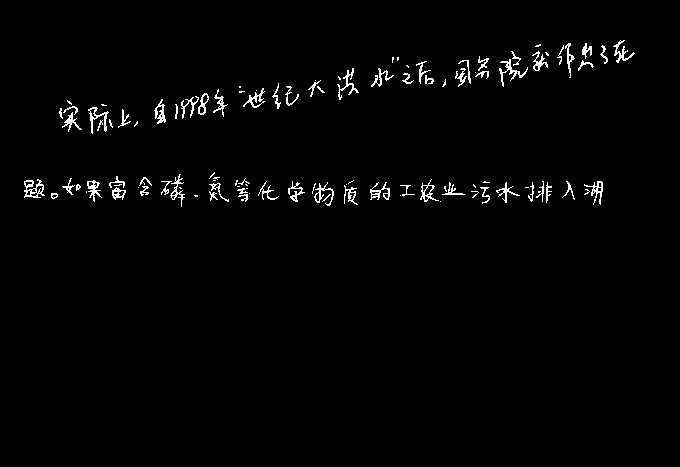 实际上，自1998年“世纪大洪水”之后，国务院就作出了在
题。如果富含磷、氮等化学物质的工农业污水排入湖